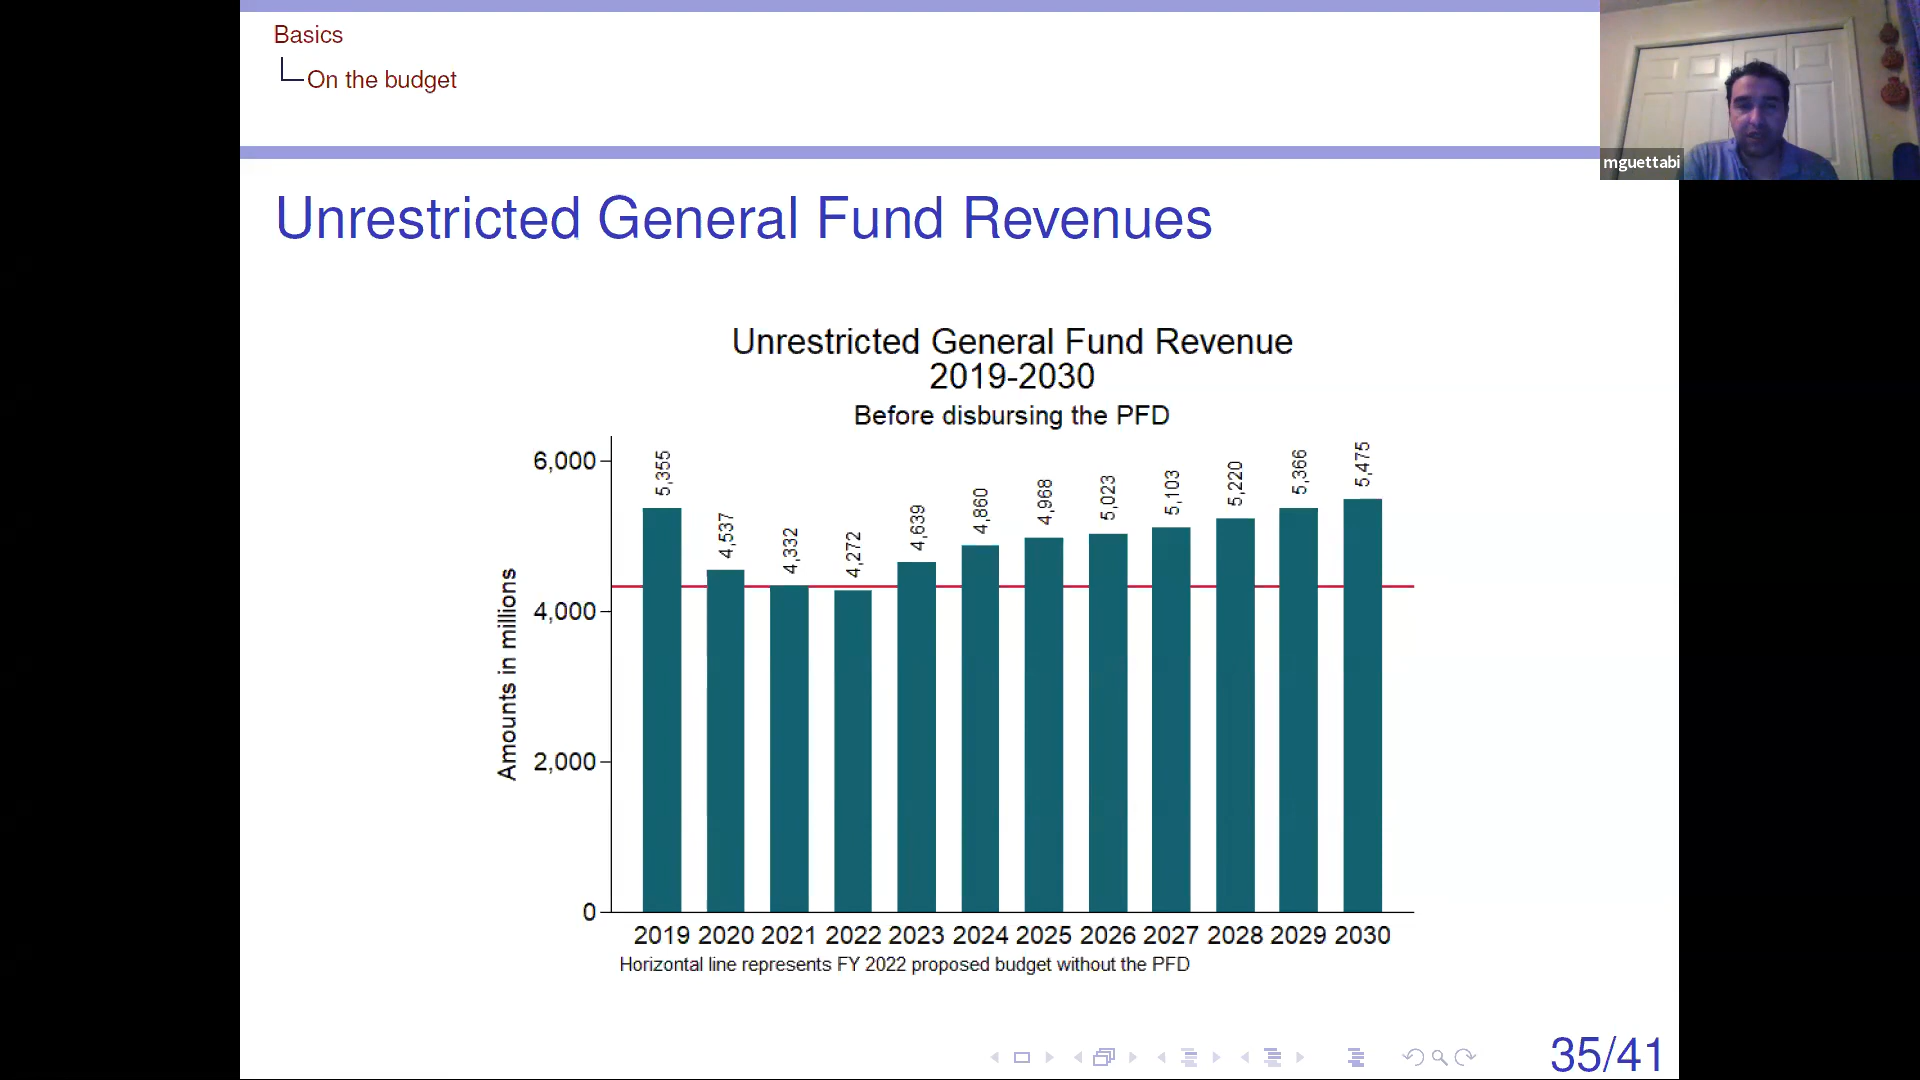 Basics
On the budget
mguettabi
Unrestricted General Fund Revenues
Unrestricted General Fund Revenue
2019-2030
Before disbursing the PFD
Amounts in millions
6,000
4,000
2,000
0
5,355
4,537
4,332
4,272
4,639
4,860
4,968
5,023
5,103
5,220
5,366
5,475
2019 2020 2021 2022 2023 2024 2025 2026 2027 2028 2029 2030
Horizontal line represents FY 2022 proposed budget without the PFD
35/41